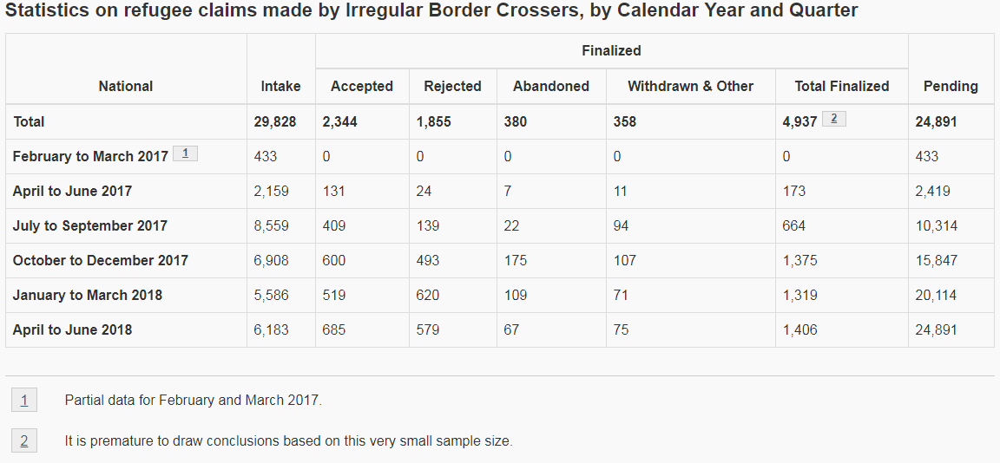 Statistics on refugee claims made by Irregular Border Crossers, by Calendar Year and Quarter
Finalized
National Intake Accepted Rejected Abandoned Withdrawn & Other Total Finalized Pending
Total 29,828 2,344 1,855 380 358 4,937 2 24,891
February to March 2017 1 433 0 0 0 0 0 433
April to June 2017 2,159 131 24 7 11 173 2,419
July to September 2017 8,559 409 139 22 94 664 10,314
October to December 2017 6,908 600 493 175 107 1,375 15,847
January to March 2018 5,586 519 620 109 71 1,319 20,114
April to June 2018 6,183 685 579 67 75 1,406 24,891
1 Partial data for February and March 2017.
2 It is premature to draw conclusions based on this very small sample size.